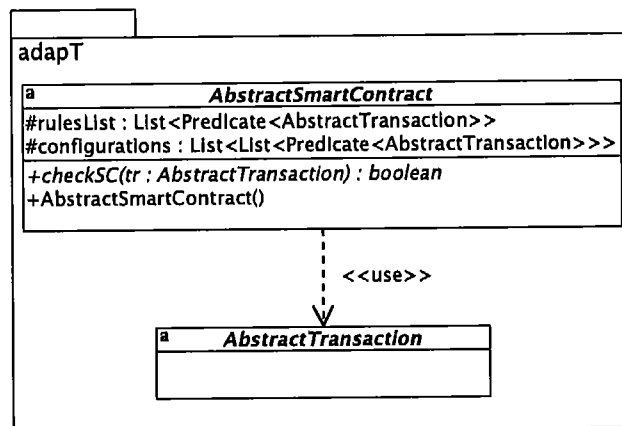 adapT
a
AbstractSmartContract
#rulesList : List<Predicate<AbstractTransaction>>
#configurations : List<List<Predicate<AbstractTransaction>>>
+checkSC(tr : AbstractTransaction) : boolean
+AbstractSmartContract()
<<use>>
a
AbstractTransaction